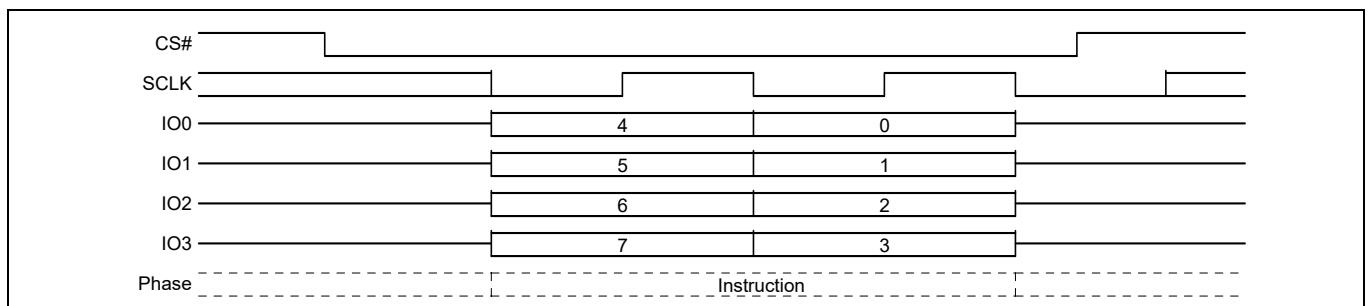 CS#
SCLK
IO0 4 0
IO1 5 1
IO2 6 2
IO3 7 3
Phase Instruction